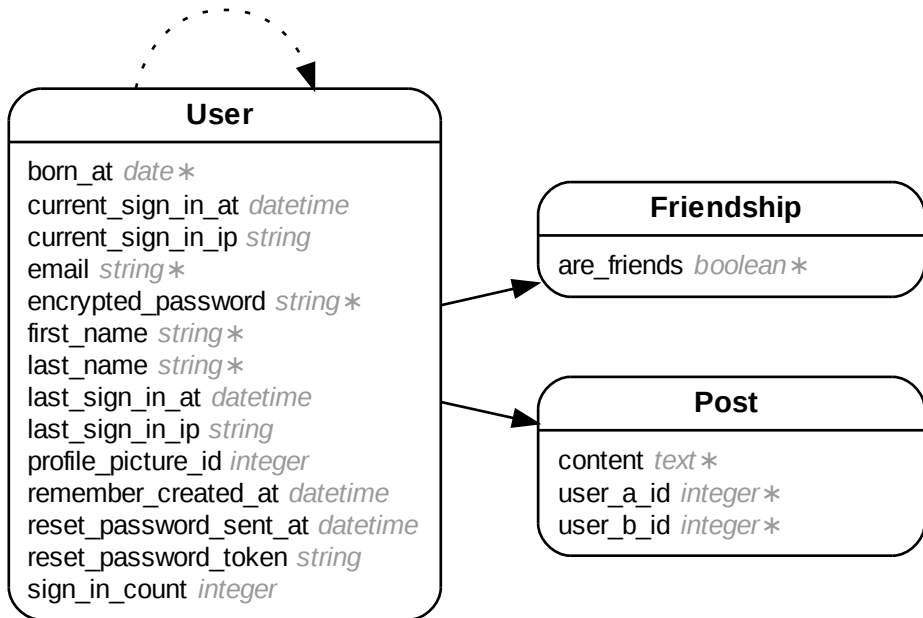 User
born_at date∗
current_sign_in_at datetime
current_sign_in_ip string
email string∗
encrypted_password string∗
first_name string∗
last_name string∗
last_sign_in_at datetime
last_sign_in_ip string
profile_picture_id integer
remember_created_at datetime
reset_password_sent_at datetime
reset_password_token string
sign_in_count integer
Friendship
are_friends boolean∗
Post
content text∗
user_a_id integer∗
user_b_id integer∗